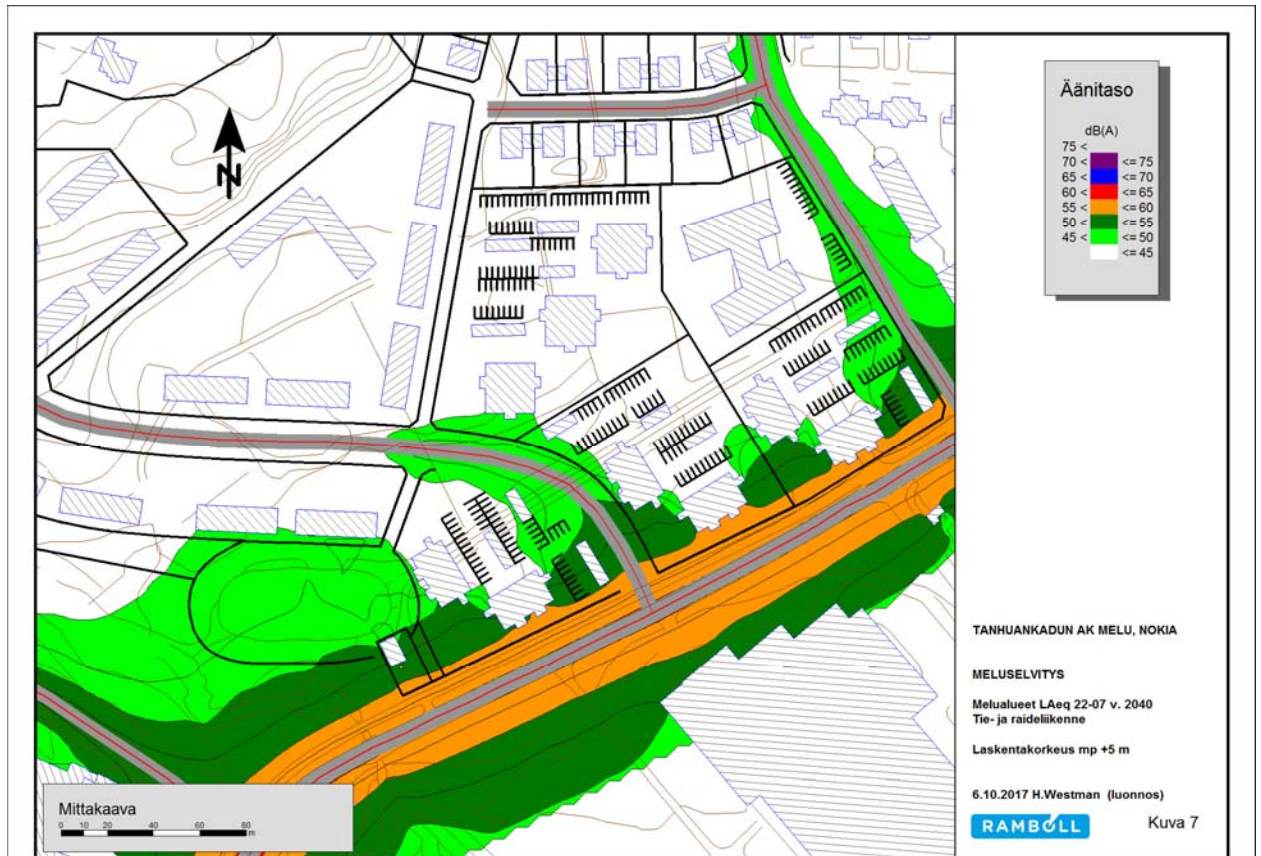 N
Äänitaso
dB(A)
75 <
70 < <= 75
65 < <= 70
60 < <= 65
55 < <= 60
50 < <= 55
45 < <= 50
<= 45
TANHUANKADUN AK MELU, NOKIA
MELUSELVITYS
Melualueet LAeq 22-07 v. 2040
Tie- ja raideliikenne
Laskentakorkeus mp +5 m
6.10.2017 H.Westman (luonnos)
RAMBOLL Kuva 7
Mittakaava
0 10 20 40 60 80
m